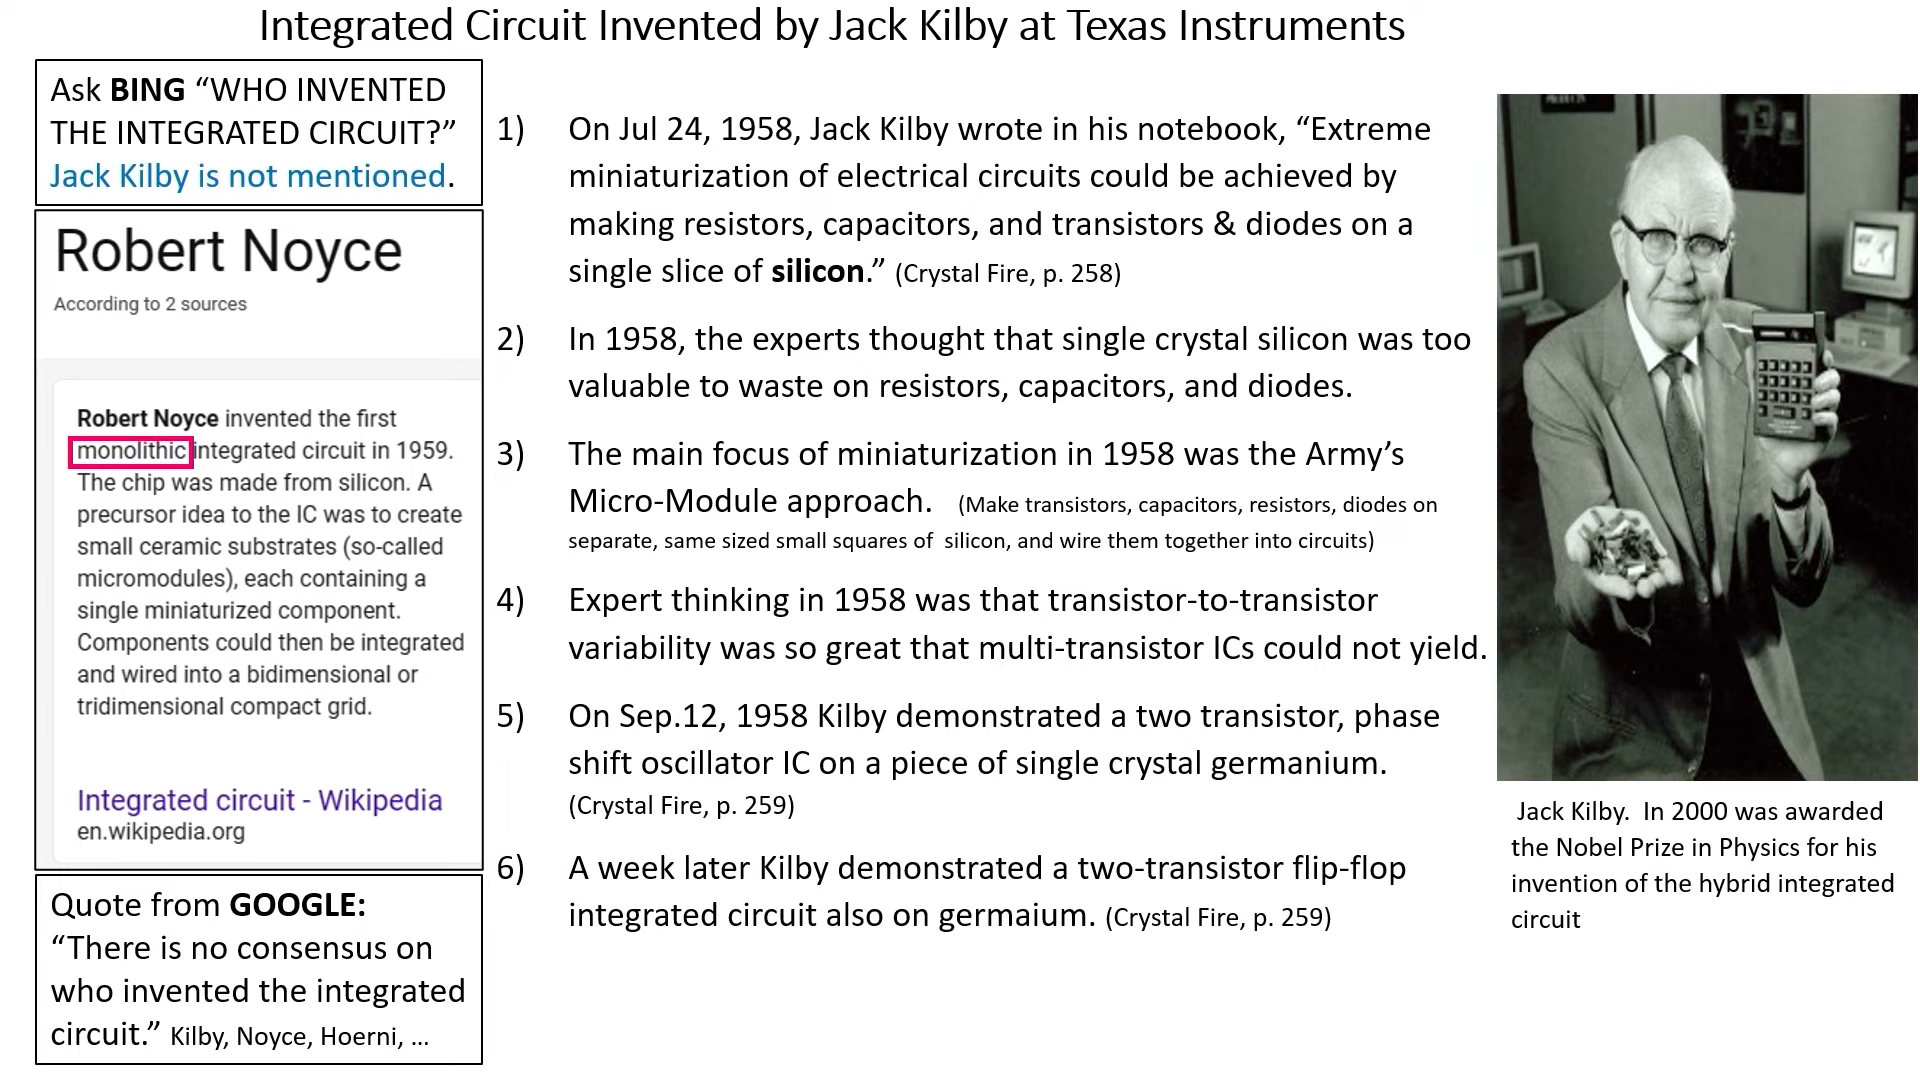 Integrated Circuit Invented by Jack Kilby at Texas Instruments
Ask BING “WHO INVENTED
THE INTEGRATED CIRCUIT?”
Jack Kilby is not mentioned.
Robert Noyce
According to 2 sources
Robert Noyce invented the first
monolithic integrated circuit in 1959.
The chip was made from silicon. A
precursor idea to the IC was to create
small ceramic substrates (so-called
micromodules), each containing a
single miniaturized component.
Components could then be integrated
and wired into a bidimensional or
tridimensional compact grid.
Integrated circuit - Wikipedia
en.wikipedia.org
Quote from GOOGLE:
“There is no consensus on
who invented the integrated
circuit.” Kilby, Noyce, Hoerni, ...
1) On Jul 24, 1958, Jack Kilby wrote in his notebook, “Extreme
miniaturization of electrical circuits could be achieved by
making resistors, capacitors, and transistors & diodes on a
single slice of silicon.” (Crystal Fire, p. 258)
2) In 1958, the experts thought that single crystal silicon was too
valuable to waste on resistors, capacitors, and diodes.
3) The main focus of miniaturization in 1958 was the Army’s
Micro-Module approach. (Make transistors, capacitors, resistors, diodes on
separate, same sized small squares of silicon, and wire them together into circuits)
4) Expert thinking in 1958 was that transistor-to-transistor
variability was so great that multi-transistor ICs could not yield.
5) On Sep.12, 1958 Kilby demonstrated a two transistor, phase
shift oscillator IC on a piece of single crystal germanium.
(Crystal Fire, p. 259)
6) A week later Kilby demonstrated a two-transistor flip-flop
integrated circuit also on germaium. (Crystal Fire, p. 259)
Jack Kilby. In 2000 was awarded
the Nobel Prize in Physics for his
invention of the hybrid integrated
circuit